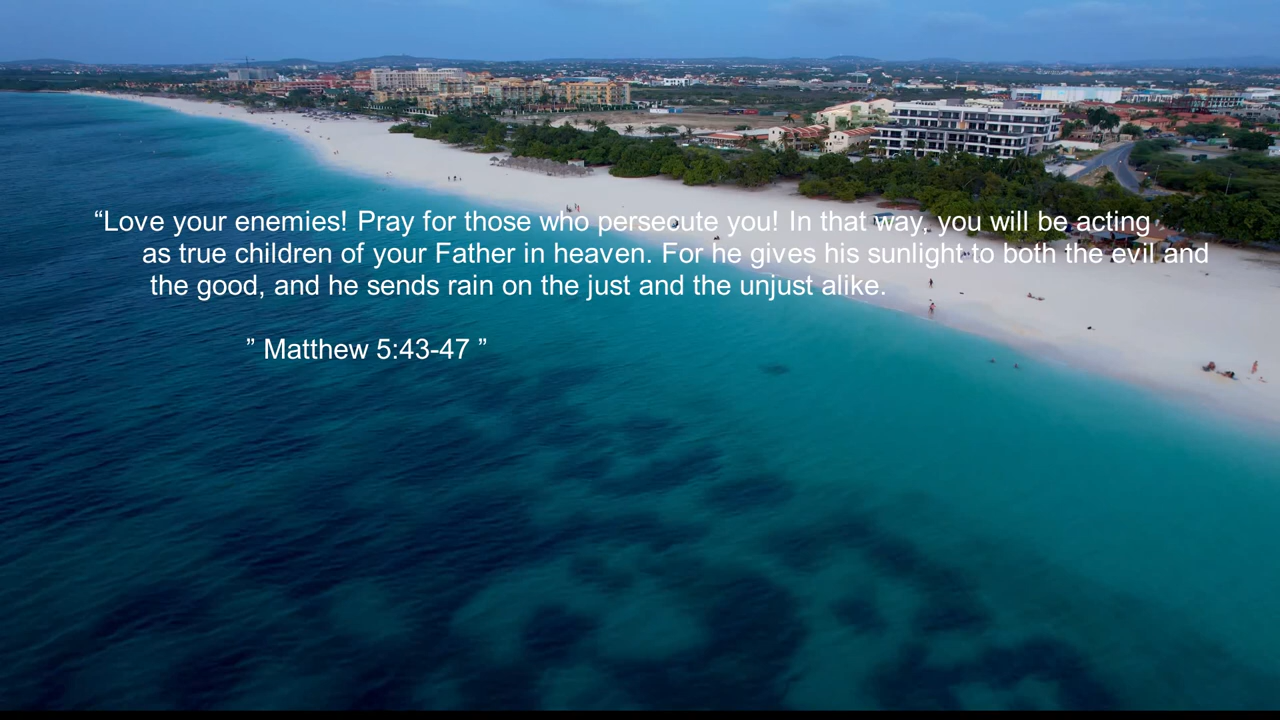 “Love your enemies! Pray for those who persecute you! In that way, you will be acting
as true children of your Father in heaven. For he gives his sunlight to both the evil and
the good, and he sends rain on the just and the unjust alike.
” Matthew 5:43-47 ”